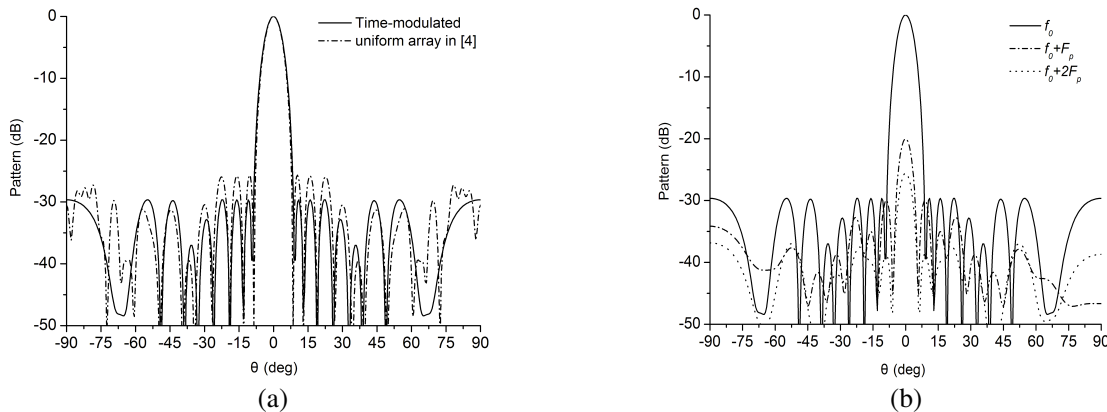 0
-10
-20
-30
-40
-50
Pattern (dB)
-90 -75 -60 -45 -30 -15 0 15 30 45 60 75 90
θ (deg)
Time-modulated
uniform array in [4]
(a)
0
-10
-20
-30
-40
-50
Pattern (dB)
-90 -75 -60 -45 -30 -15 0 15 30 45 60 75 90
θ (deg)
f₀
f₀+Fₚ
f₀+2Fₚ
(b)